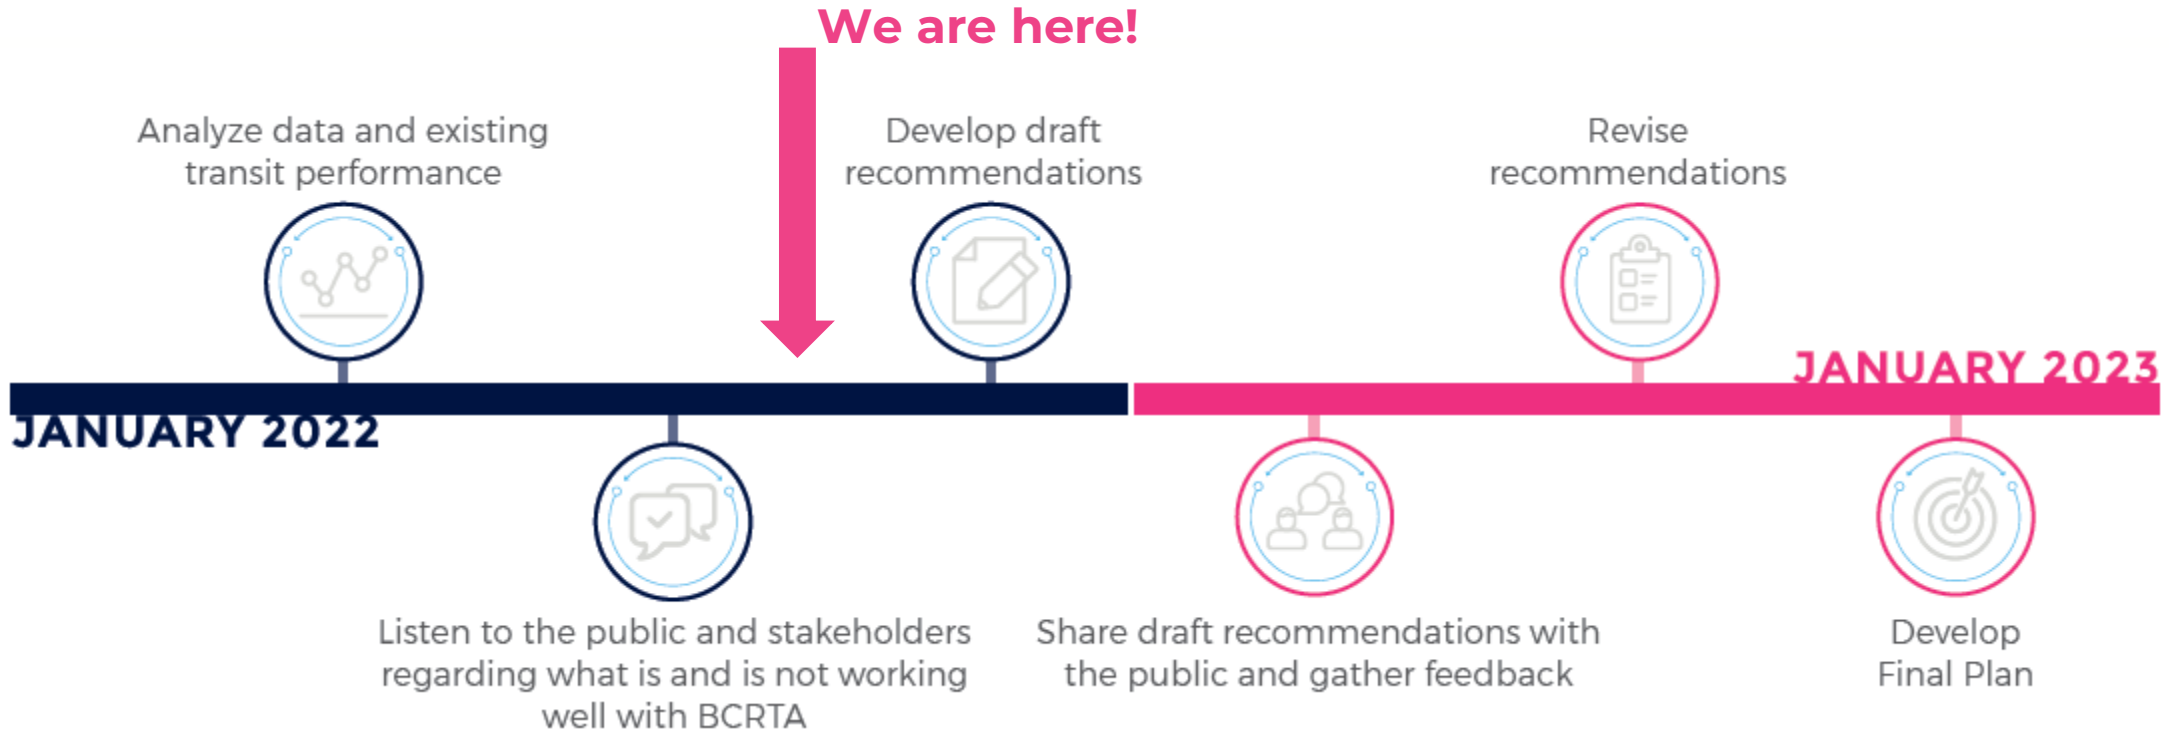 We are here!
Analyze data and existing
transit performance
Develop draft
recommendations
Revise
recommendations
JANUARY 2023
JANUARY 2022
Listen to the public and stakeholders
regarding what is and is not working
well with BCRTA
Share draft recommendations with
the public and gather feedback
Develop
Final Plan